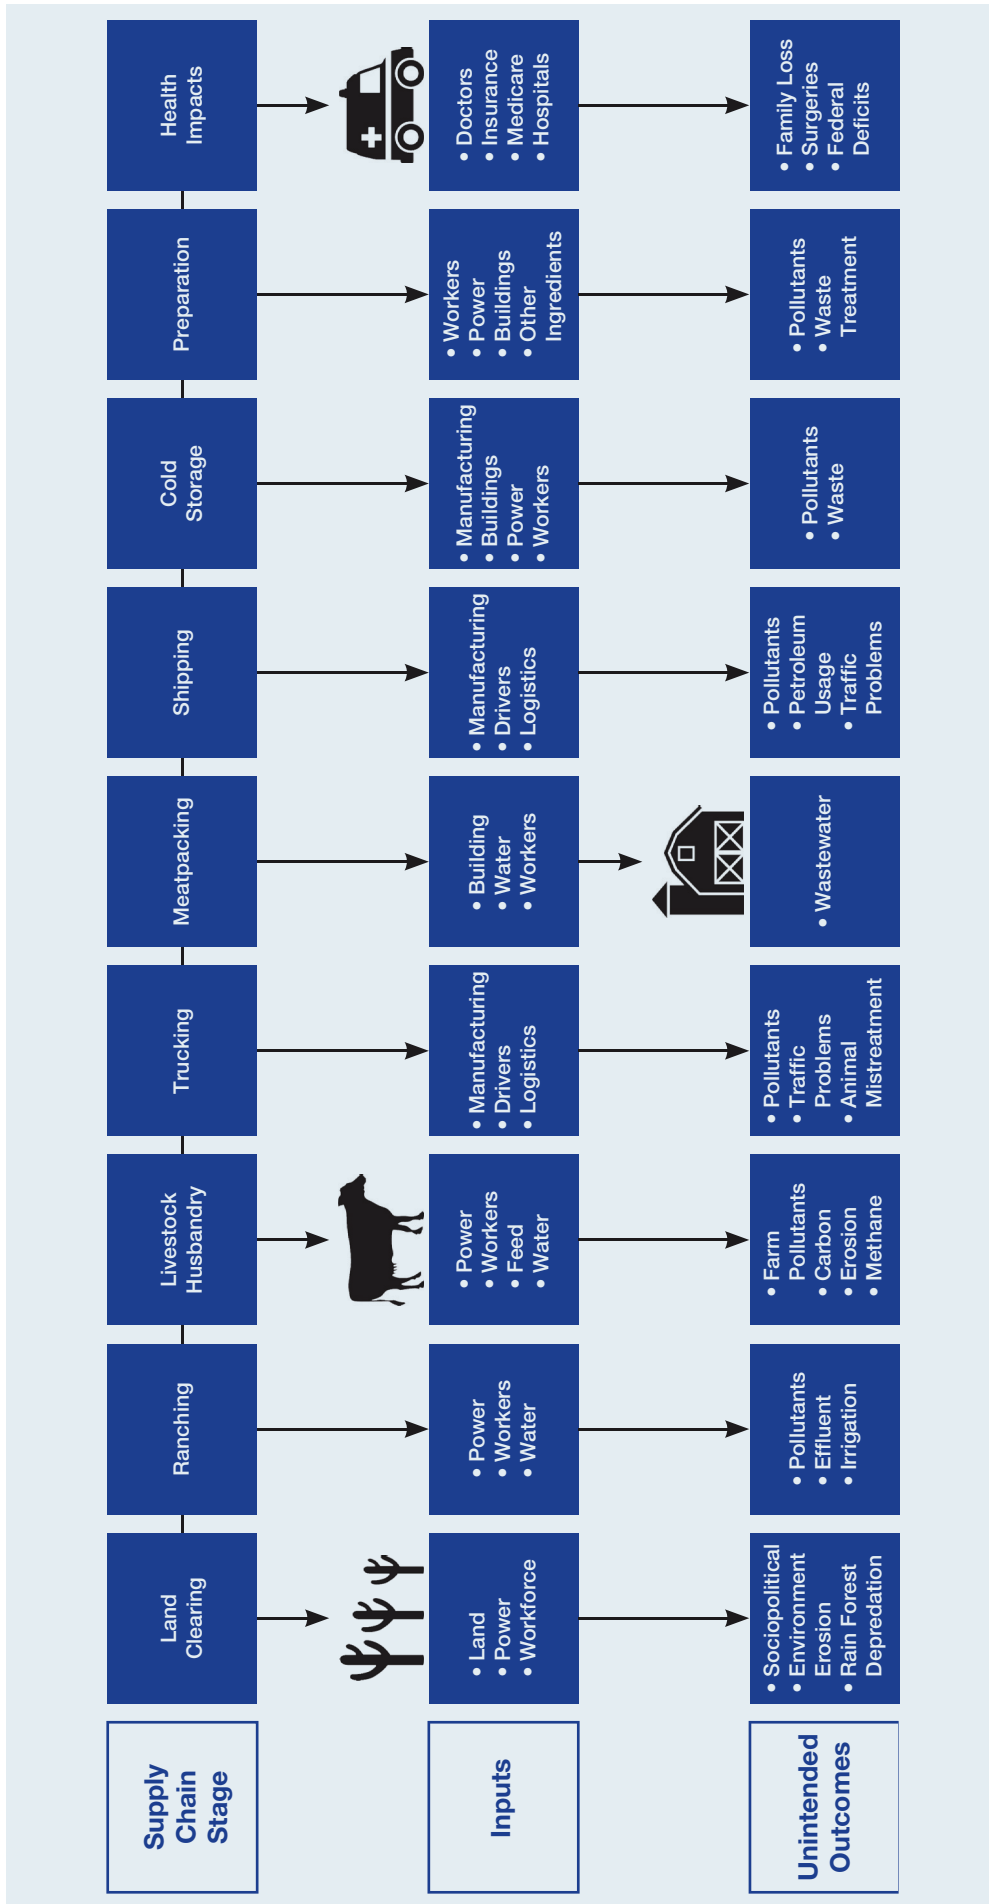 Supply
Chain
Stage
Land
Clearing
Ranching
Livestock
Husbandry
Trucking
Meatpacking
Shipping
Cold
Storage
Preparation
Health
Impacts
Inputs
• Land
• Power
• Workforce
• Power
• Workers
• Water
• Power
• Workers
• Feed
• Water
• Manufacturing
• Drivers
• Logistics
• Building
• Water
• Workers
• Manufacturing
• Drivers
• Logistics
• Manufacturing
• Buildings
• Power
• Workers
• Workers
• Power
• Buildings
• Other
Ingredients
• Doctors
• Insurance
• Medicare
• Hospitals
Unintended
Outcomes
• Sociopolitical
• Environment
Erosion
• Rain Forest
Depredation
• Pollutants
• Effluent
• Irrigation
• Farm
Pollutants
• Carbon
• Erosion
• Methane
• Pollutants
• Traffic
Problems
• Animal
Mistreatment
• Wastewater
• Pollutants
• Petroleum
Usage
• Traffic
Problems
• Pollutants
• Waste
• Pollutants
• Waste
Treatment
• Family Loss
• Surgeries
• Federal
Deficits